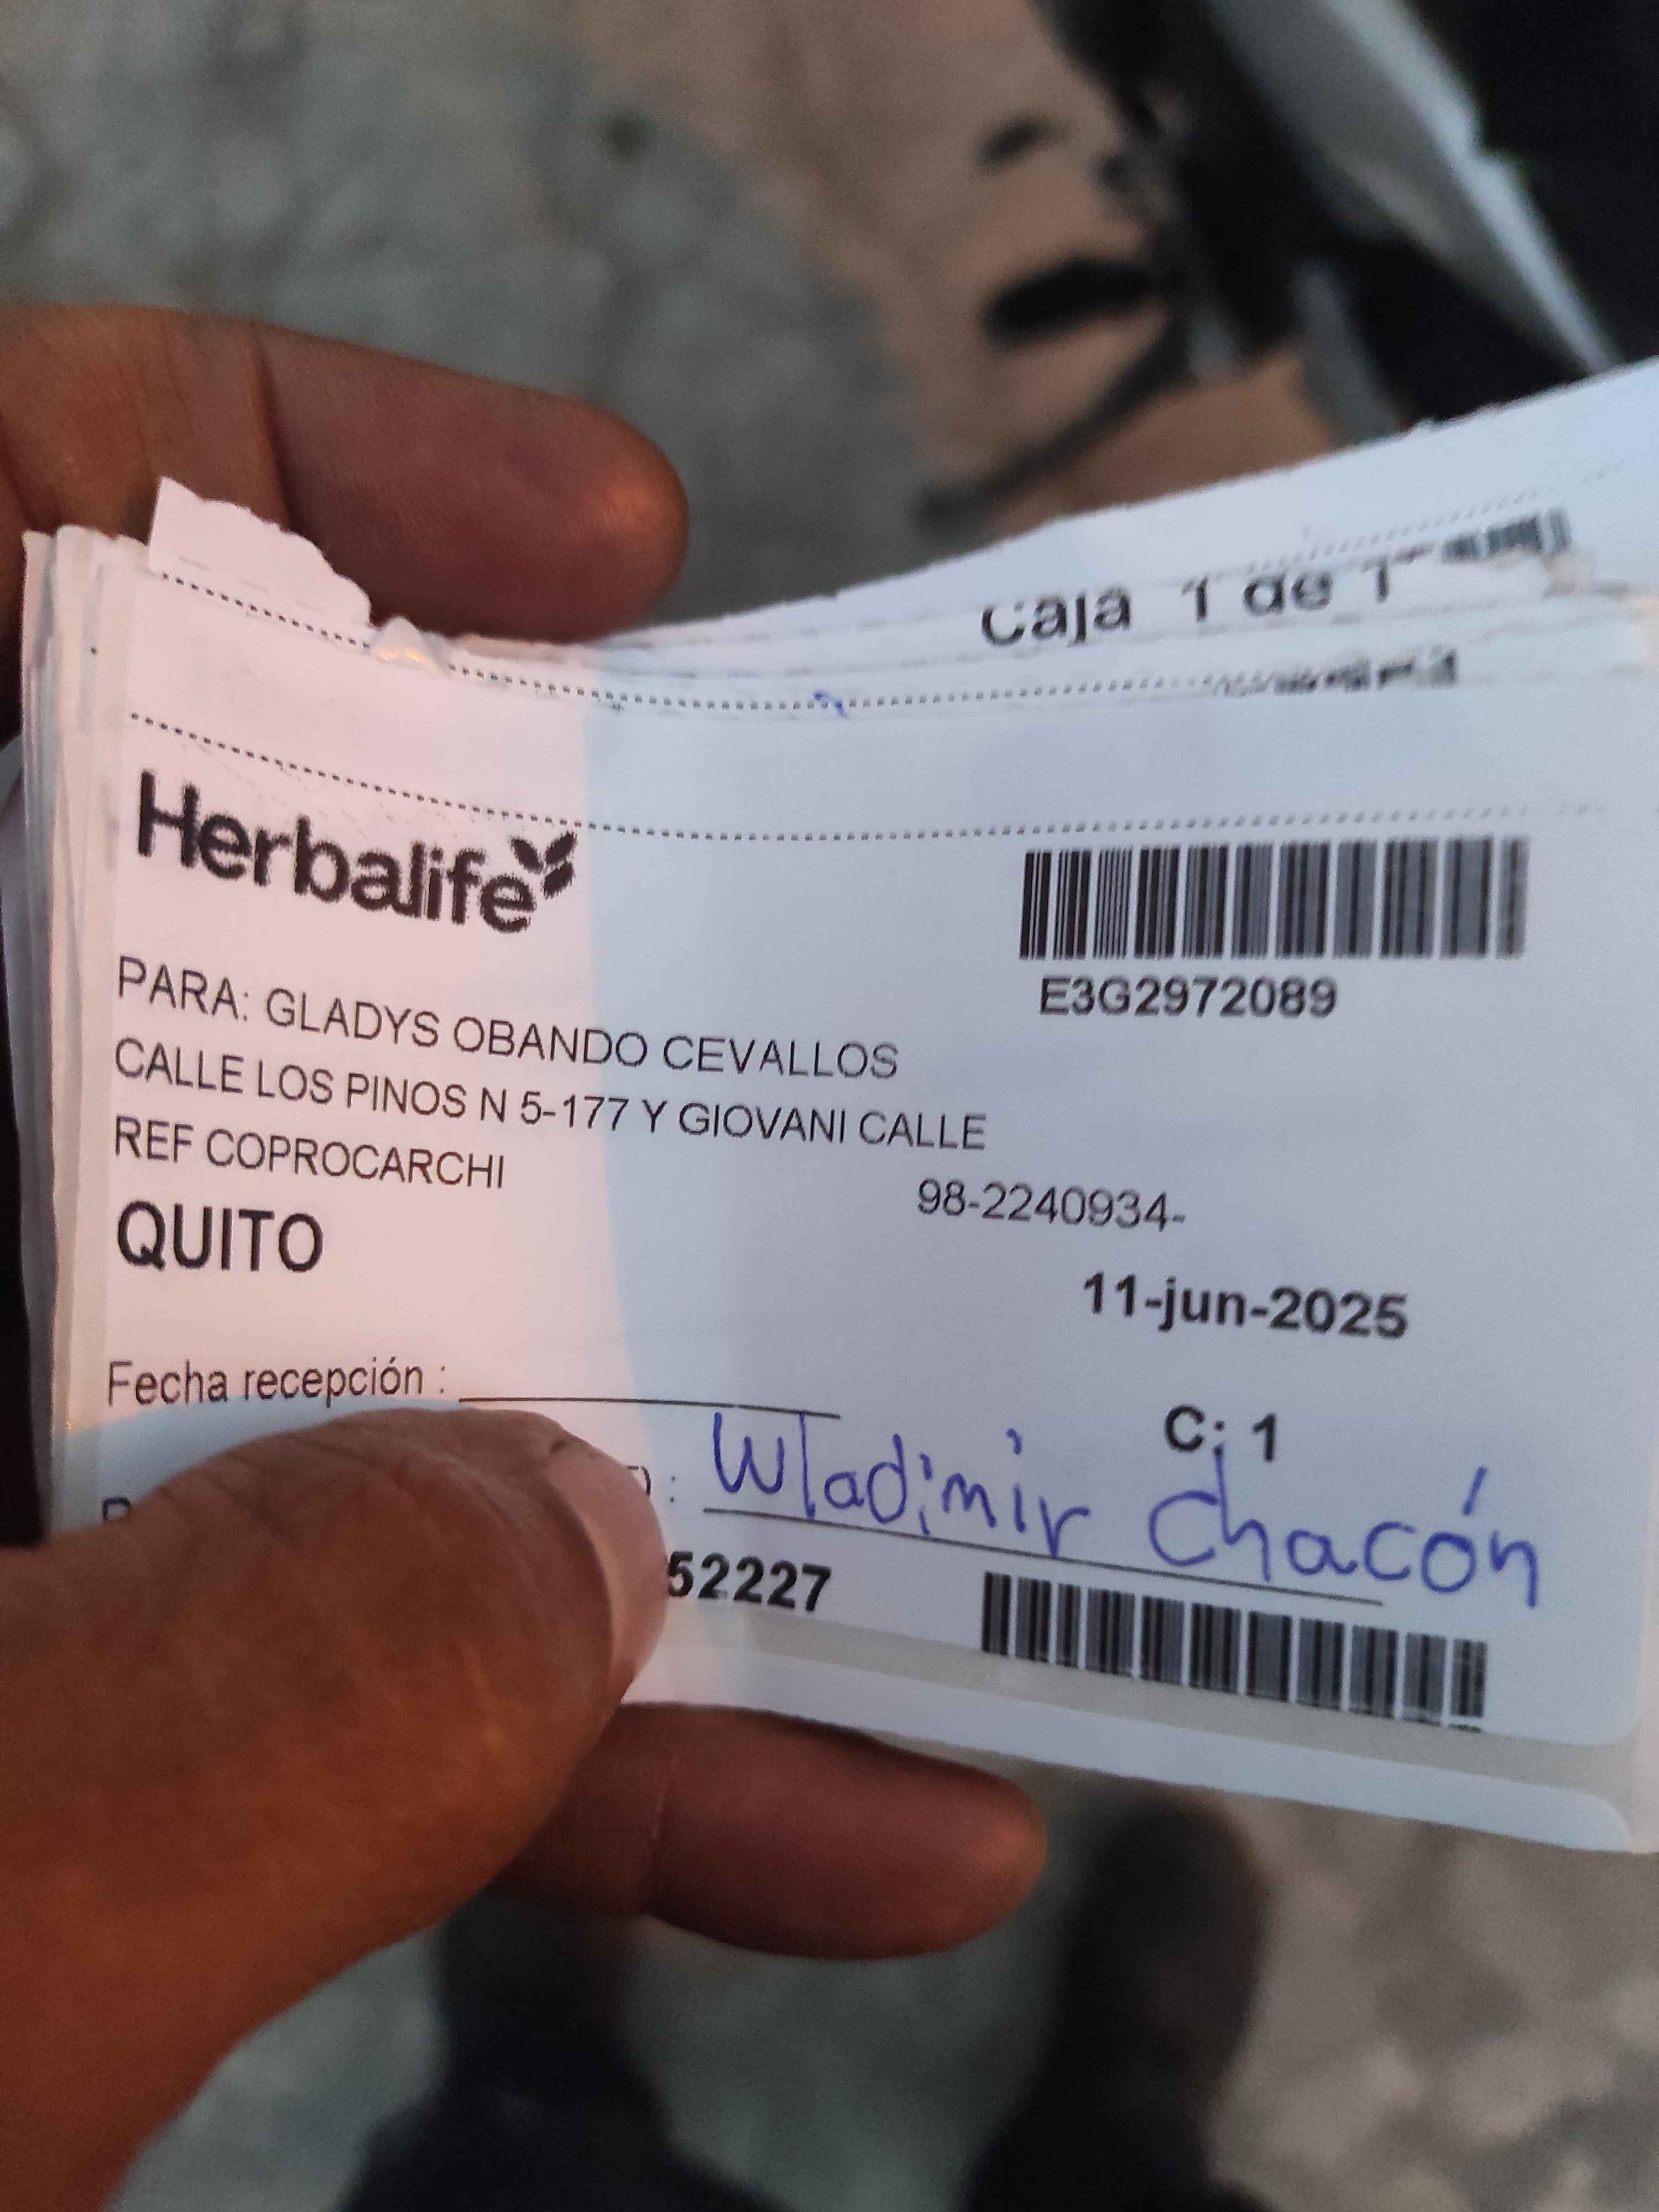 Caja 1 de 1
Herbalife
E3G2972089
PARA: GLADYS OBANDO CEVALLOS
CALLE LOS PINOS N 5-177 Y GIOVANI CALLE
REF COPROCARCHI
98-2240934-
QUITO
11-jun-2025
Fecha recepción :
C: 1
: Wladimir Chacón
52227